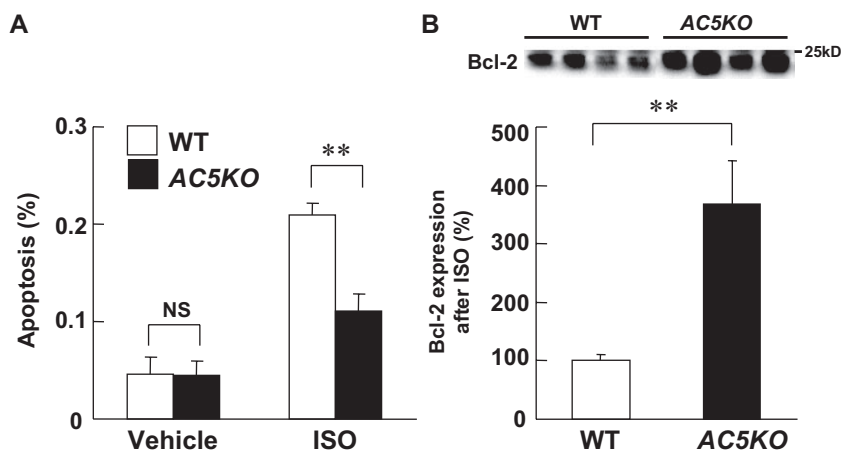 A
0.3
0.2
0.1
0
Apoptosis (%)
WT
AC5KO
NS
**
Vehicle
ISO
B
WT
AC5KO
Bcl-2
25kD
500
400
300
200
100
0
Bcl-2 expression
after ISO (%)
**
WT
AC5KO